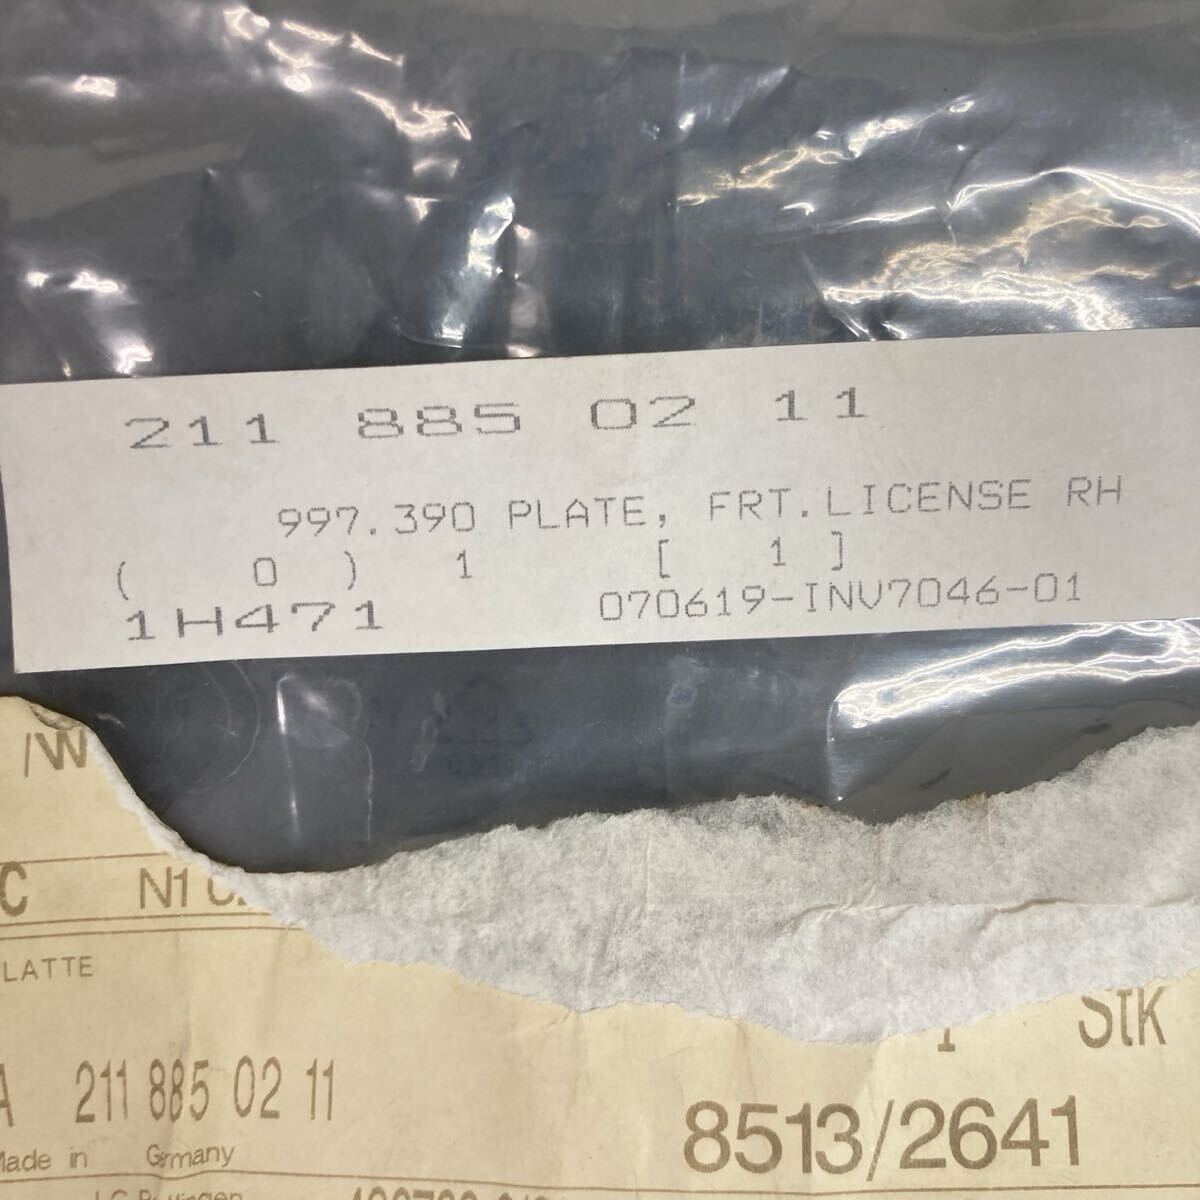 211 885 02 11
997.390 PLATE, FRT.LICENSE RH
( 0 ) 1 [ 1 ]
1H471 070619-INV7046-01
/W
C N1
LATTE
Stk
A 211 885 02 11
8513/2641
Made in Germany